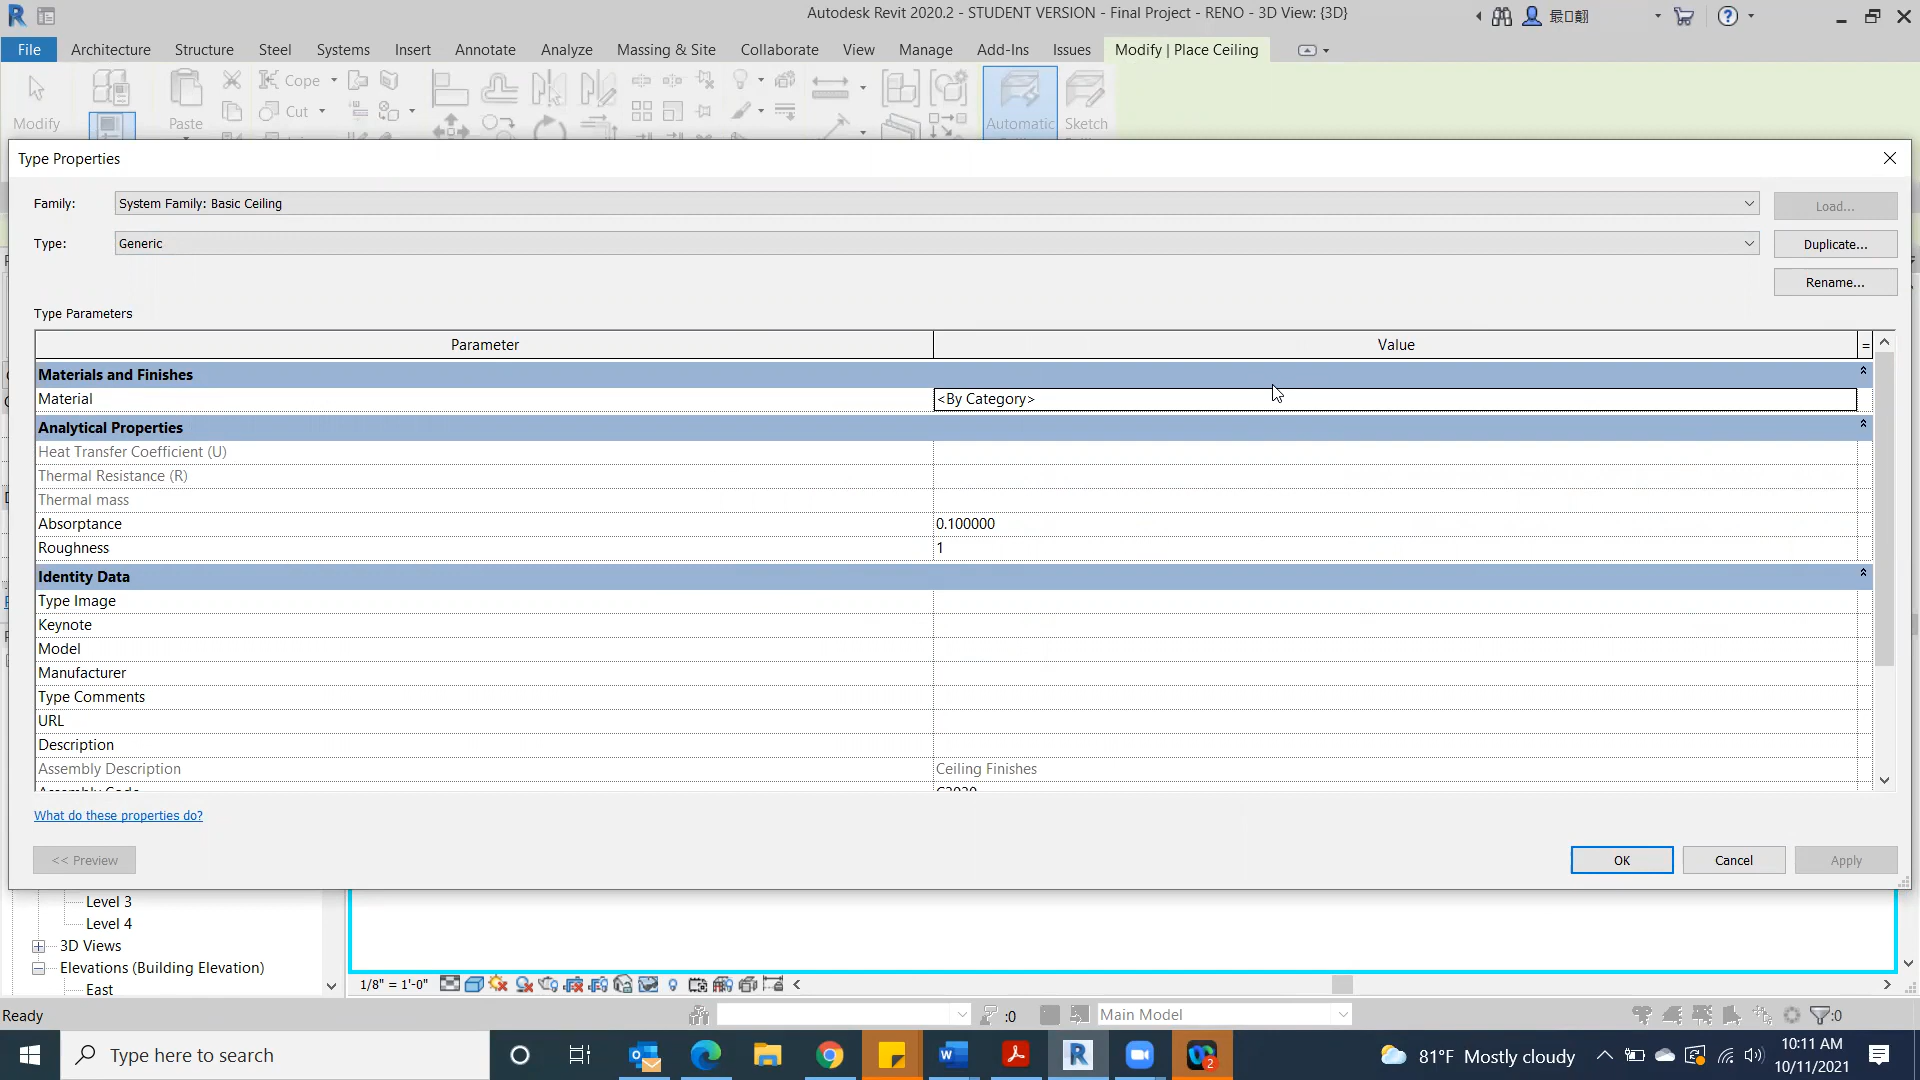 Autodesk Revit 2020.2 - STUDENT VERSION - Final Project - RENO - 3D View: {3D}
File Architecture Structure Steel Systems Insert Annotate Analyze Massing & Site Collaborate View Manage Add-Ins Issues Modify | Place Ceiling
Cope
Cut
Modify Paste Automatic Sketch
Type Properties
Family: System Family: Basic Ceiling Load...
Type: Generic Duplicate...
Rename...
Type Parameters
Parameter Value =
Materials and Finishes
Material <By Category>
Analytical Properties
Heat Transfer Coefficient (U)
Thermal Resistance (R)
Thermal mass
Absorptance 0.100000
Roughness 1
Identity Data
Type Image
Keynote
Model
Manufacturer
Type Comments
URL
Description
Assembly Description Ceiling Finishes
What do these properties do?
<< Preview OK Cancel Apply
Level 3
Level 4
3D Views
Elevations (Building Elevation)
East
1/8" = 1'-0"
Ready :0 Main Model :0
Type here to search
2
81°F Mostly cloudy
10:11 AM
10/11/2021